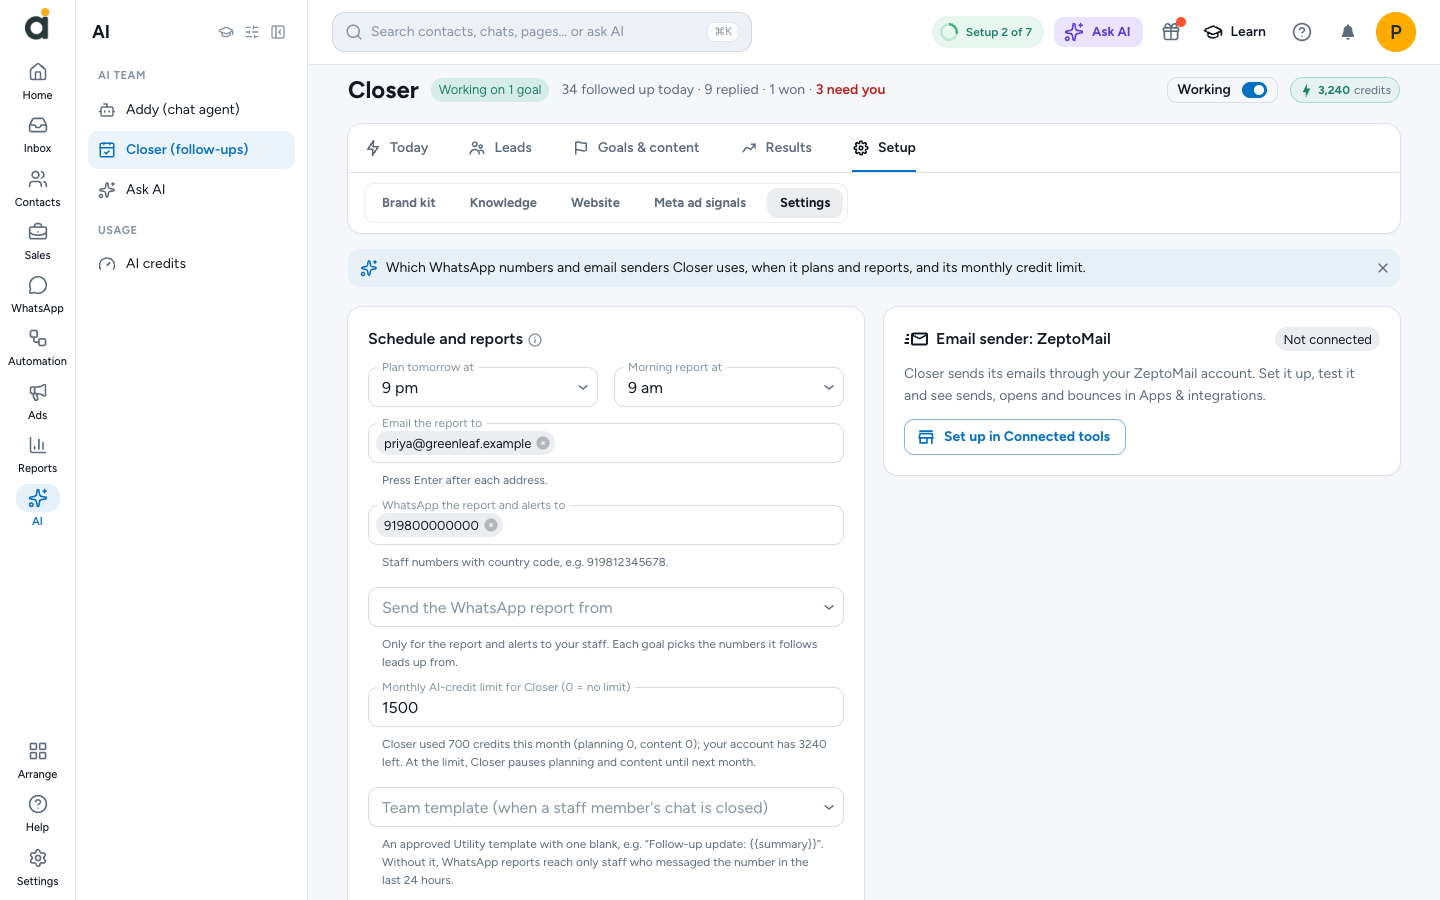 Home
Inbox
Contacts
Sales
WhatsApp
Automation
Ads
Reports
AI
Arrange
Help
Settings
AI
AI TEAM
Addy (chat agent)
Closer (follow-ups)
Ask AI
USAGE
AI credits
Search contacts, chats, pages... or ask AI
⌘K
Setup 2 of 7
Ask AI
Learn
P
Closer
Working on 1 goal
34 followed up today · 9 replied · 1 won · 3 need you
Working
3,240 credits
Today
Leads
Goals & content
Results
Setup
Brand kit
Knowledge
Website
Meta ad signals
Settings
Which WhatsApp numbers and email senders Closer uses, when it plans and reports, and its monthly credit limit.
Schedule and reports
Plan tomorrow at
9 pm
Morning report at
9 am
Email the report to
priya@greenleaf.example
Press Enter after each address.
WhatsApp the report and alerts to
919800000000
Staff numbers with country code, e.g. 919812345678.
Send the WhatsApp report from
Only for the report and alerts to your staff. Each goal picks the numbers it follows
leads up from.
Monthly AI-credit limit for Closer (0 = no limit)
1500
Closer used 700 credits this month (planning 0, content 0); your account has 3240
left. At the limit, Closer pauses planning and content until next month.
Team template (when a staff member's chat is closed)
An approved Utility template with one blank, e.g. “Follow-up update: {{summary}}”.
Without it, WhatsApp reports reach only staff who messaged the number in the
last 24 hours.
Email sender: ZeptoMail
Not connected
Closer sends its emails through your ZeptoMail account. Set it up, test it
and see sends, opens and bounces in Apps & integrations.
Set up in Connected tools